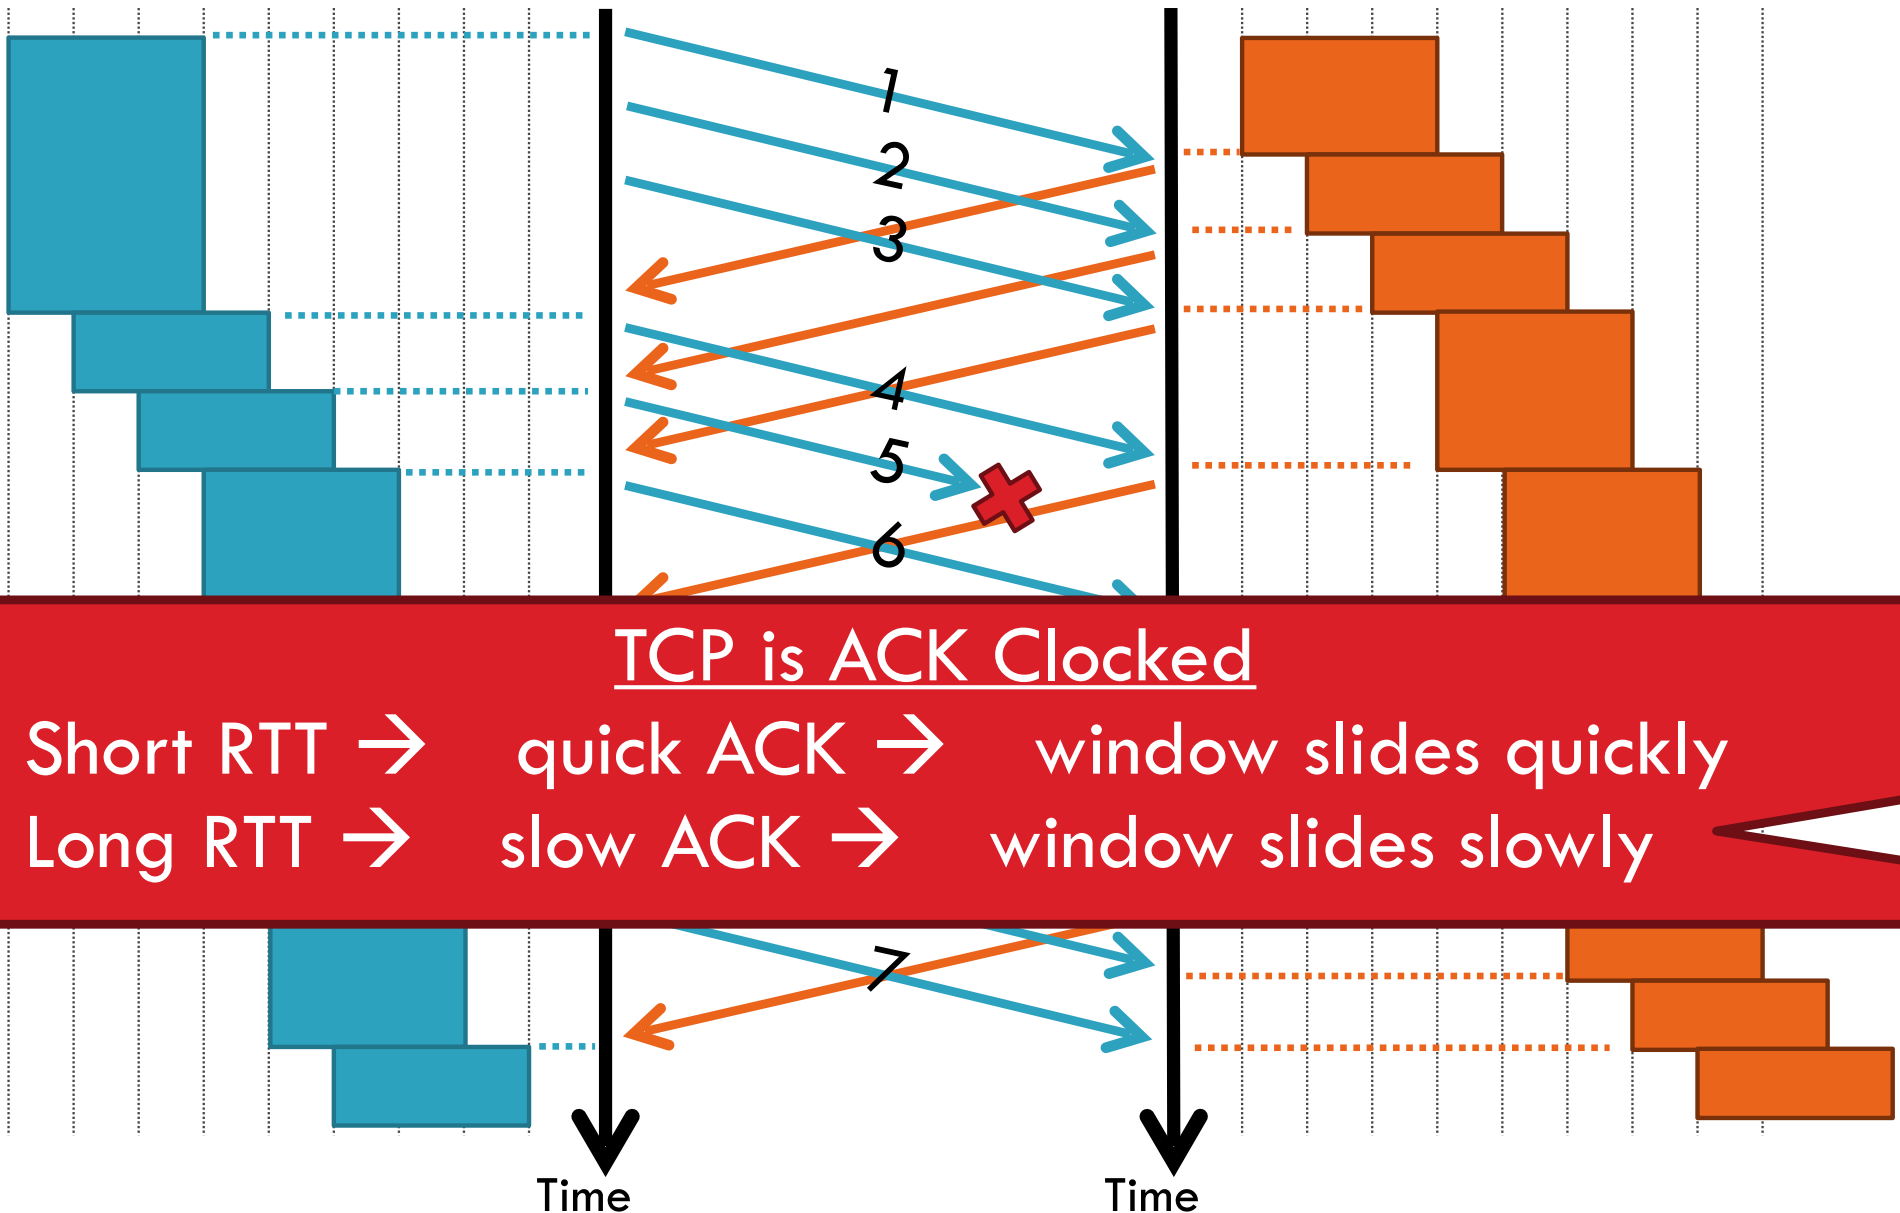 1
2
3
4
5
6
TCP is ACK Clocked
Short RTT → quick ACK → window slides quickly
Long RTT → slow ACK → window slides slowly
7
Time
Time